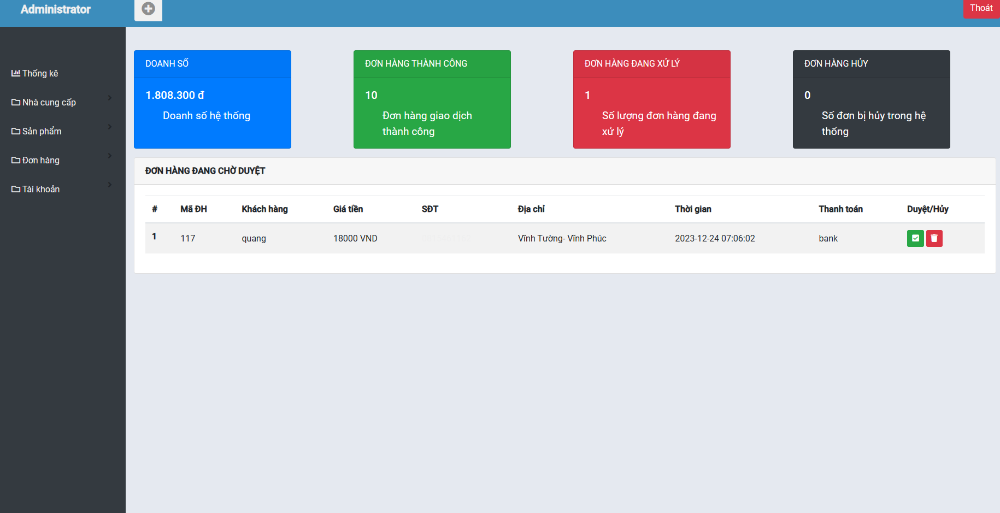 Administrator
Thoát
Thống kê
Nhà cung cấp
Sản phẩm
Đơn hàng
Tài khoản
DOANH SỐ
1.808.300 đ
Doanh số hệ thống
ĐƠN HÀNG THÀNH CÔNG
10
Đơn hàng giao dịch
thành công
ĐƠN HÀNG ĐANG XỬ LÝ
1
Số lượng đơn hàng đang
xử lý
ĐƠN HÀNG HỦY
0
Số đơn bị hủy trong hệ
thống
ĐƠN HÀNG ĐANG CHỜ DUYỆT
# Mã ĐH Khách hàng Giá tiền SĐT Địa chỉ Thời gian Thanh toán Duyệt/Hủy
1 117 quang 18000 VND Vĩnh Tường- Vĩnh Phúc 2023-12-24 07:06:02 bank